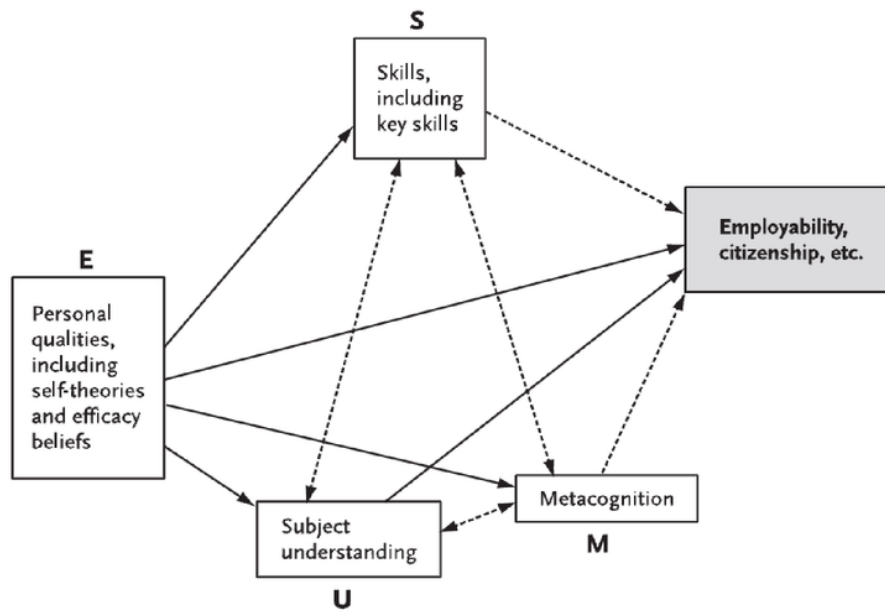 S
Skills,
including
key skills
Employability,
citizenship, etc.
E
Personal
qualities,
including
self-theories
and efficacy
beliefs
Metacognition
M
Subject
understanding
U